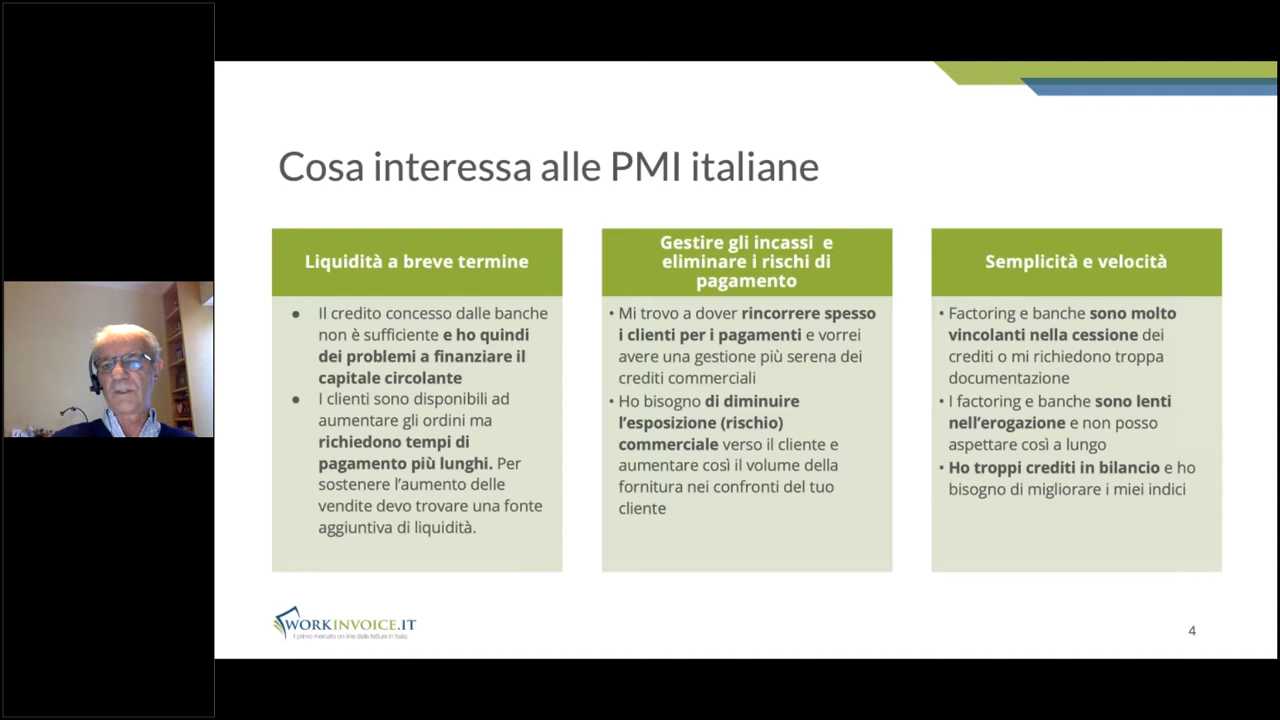 Cosa interessa alle PMI italiane
Liquidità a breve termine
● Il credito concesso dalle banche
non è sufficiente e ho quindi
dei problemi a finanziare il
capitale circolante
● I clienti sono disponibili ad
aumentare gli ordini ma
richiedono tempi di
pagamento più lunghi. Per
sostenere l'aumento delle
vendite devo trovare una fonte
aggiuntiva di liquidità.
Gestire gli incassi e
eliminare i rischi di
pagamento
• Mi trovo a dover rincorrere spesso
i clienti per i pagamenti e vorrei
avere una gestione più serena dei
crediti commerciali
• Ho bisogno di diminuire
l'esposizione (rischio)
commerciale verso il cliente e
aumentare così il volume della
fornitura nei confronti del tuo
cliente
Semplicità e velocità
• Factoring e banche sono molto
vincolanti nella cessione dei
crediti o mi richiedono troppa
documentazione
• I factoring e banche sono lenti
nell'erogazione e non posso
aspettare così a lungo
• Ho troppi crediti in bilancio e ho
bisogno di migliorare i miei indici
WORKINVOICE.IT
Il primo mercato on-line delle fatture in Italia.
4